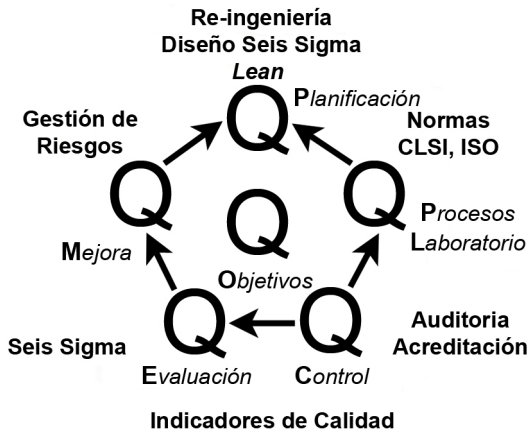 Re-ingeniería
Diseño Seis Sigma
Lean
Q Planificación
Gestión de
Riesgos
Normas
CLSI, ISO
Q
Q
Q
Procesos
Laboratorio
Mejora
Objetivos
Q
Q
Seis Sigma
Auditoria
Acreditación
Evaluación
Control
Indicadores de Calidad